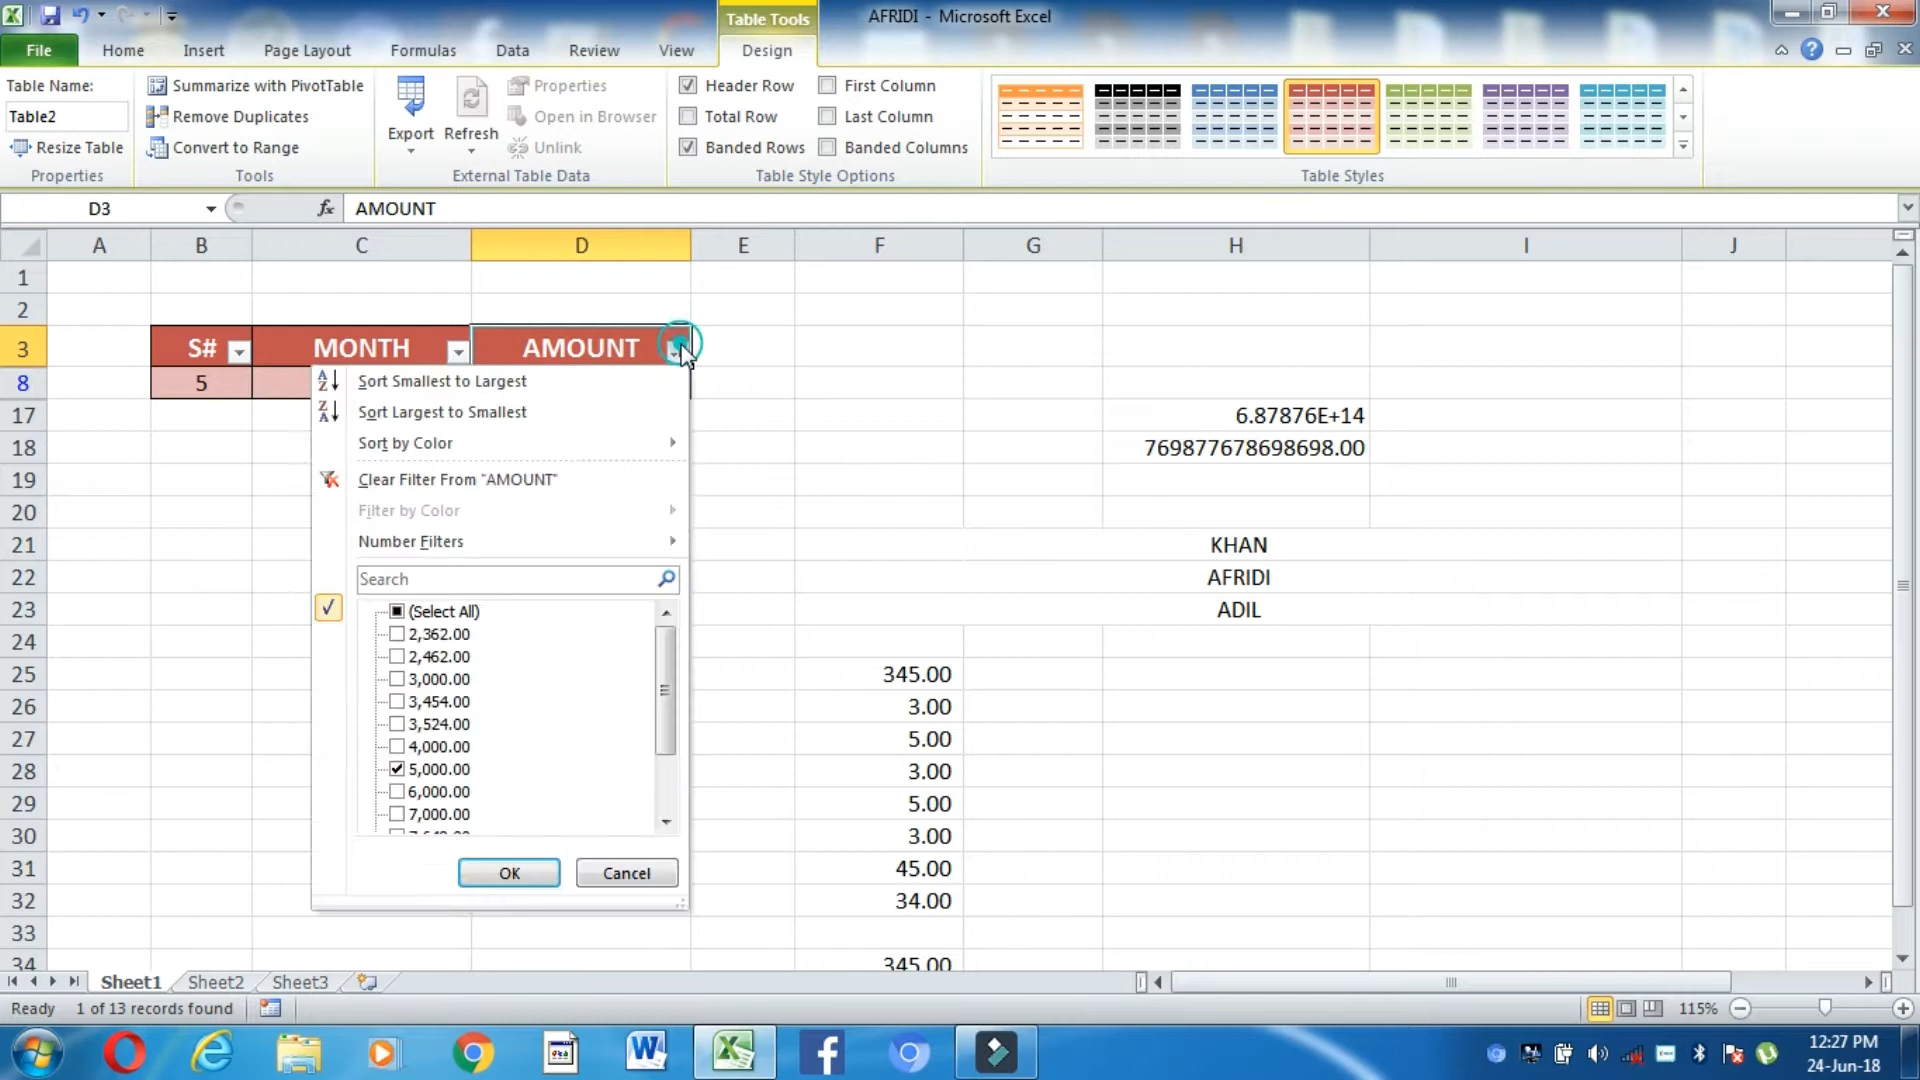 AFRIDI - Microsoft Excel
Table Tools
File Home Insert Page Layout Formulas Data Review View Design
Table Name:
Table2
Resize Table
Properties
Summarize with PivotTable
Remove Duplicates
Convert to Range
Tools
Export
Refresh
Properties
Open in Browser
Unlink
External Table Data
Header Row
Total Row
Banded Rows
First Column
Last Column
Banded Columns
Table Style Options
Table Styles
D3 fx AMOUNT
A B C D E F G H I J
1
2
3 S# MONTH AMOUNT
8 5
17 6.87876E+14
18 769877678698698.00
19
20
21 KHAN
22 AFRIDI
23 ADIL
24
25 345.00
26 3.00
27 5.00
28 3.00
29 5.00
30 3.00
31 45.00
32 34.00
33
34 345.00
Sort Smallest to Largest
Sort Largest to Smallest
Sort by Color
Clear Filter From "AMOUNT"
Filter by Color
Number Filters
Search
(Select All)
2,362.00
2,462.00
3,000.00
3,454.00
3,524.00
4,000.00
5,000.00
6,000.00
7,000.00
OK Cancel
Sheet1 Sheet2 Sheet3
Ready 1 of 13 records found 115%
12:27 PM
24-Jun-18